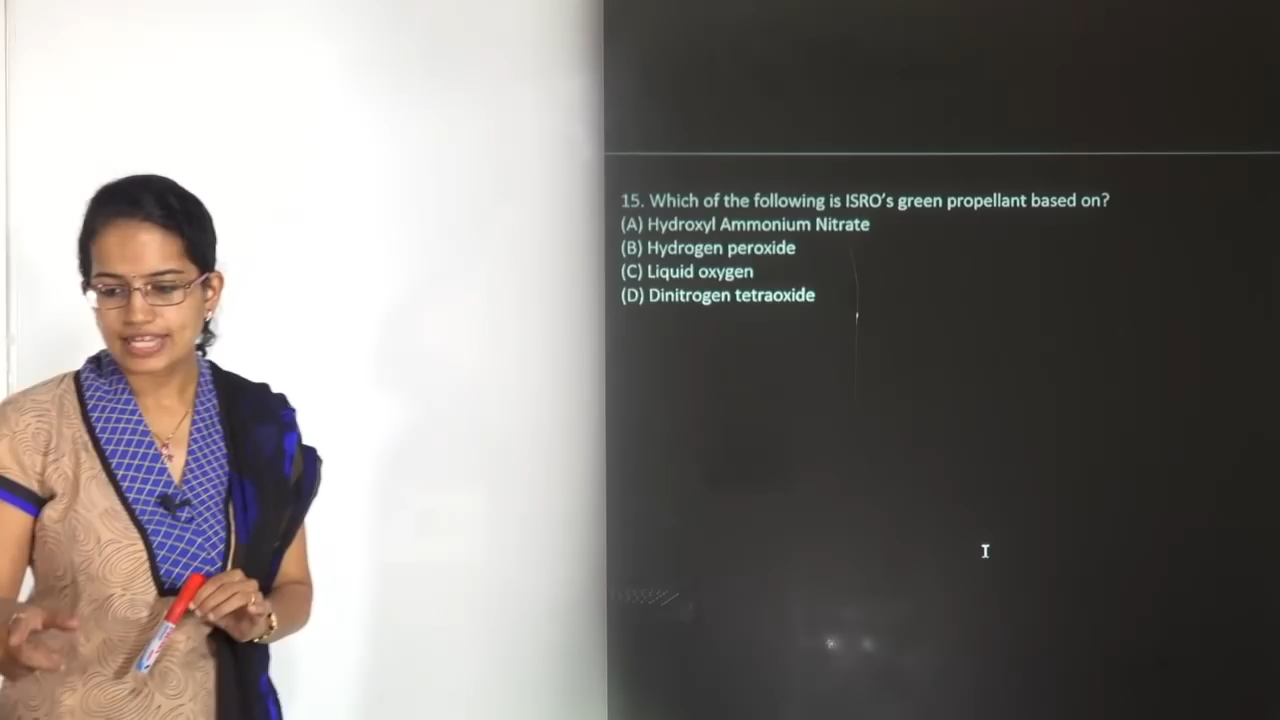 15. Which of the following is ISRO's green propellant based on?
(A) Hydroxyl Ammonium Nitrate
(B) Hydrogen peroxide
(C) Liquid oxygen
(D) Dinitrogen tetraoxide